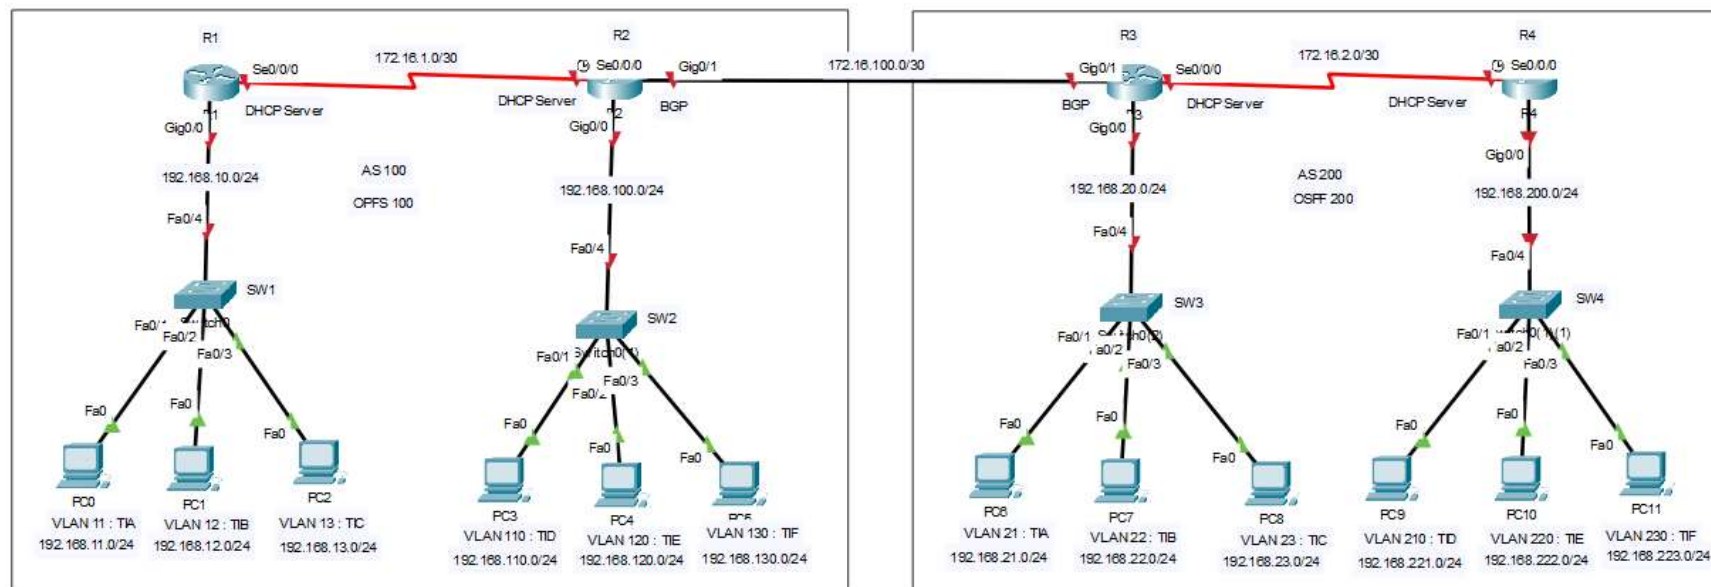 R1
Se0/0/0
DHCP Server
Gig0/0
192.168.10.0/24
Fa0/4
SW1
Fa0/2
Fa0/3
Fa0
Fa0
Fa0
PC0
VLAN 11 : TIA
192.168.11.0/24
PC1
VLAN 12 : TIB
192.168.12.0/24
PC2
VLAN 13 : TIC
192.168.13.0/24
172.16.1.0/30
AS 100
OPFS 100
R2
Se0/0/0
DHCP Server
Gig0/1
BGP
Gig0/0
192.168.100.0/24
Fa0/4
SW2
Fa0/1
Fa0/3
Fa0
Fa0
Fa0
PC3
VLAN 110 : TID
192.168.110.0/24
PC4
VLAN 120 : TIE
192.168.120.0/24
VLAN 130 : TIF
192.168.130.0/24
172.16.100.0/30
R3
Gig0/1
BGP
Se0/0/0
DHCP Server
Gig0/0
192.168.20.0/24
Fa0/4
SW3
Fa0/1
Fa0/3
Fa0
Fa0
Fa0
PC6
VLAN 21 : TIA
192.168.21.0/24
PC7
VLAN 22 : TIB
192.168.22.0/24
PC8
VLAN 23 : TIC
192.168.23.0/24
172.16.2.0/30
AS 200
OSPF 200
R4
Se0/0/0
DHCP Server
Gig0/0
192.168.200.0/24
Fa0/4
SW4
Fa0/1
Fa0/3
Fa0
Fa0
Fa0
PC9
VLAN 210 : TID
192.168.221.0/24
PC10
VLAN 220 : TIE
192.168.222.0/24
PC11
VLAN 230 : TIF
192.168.223.0/24